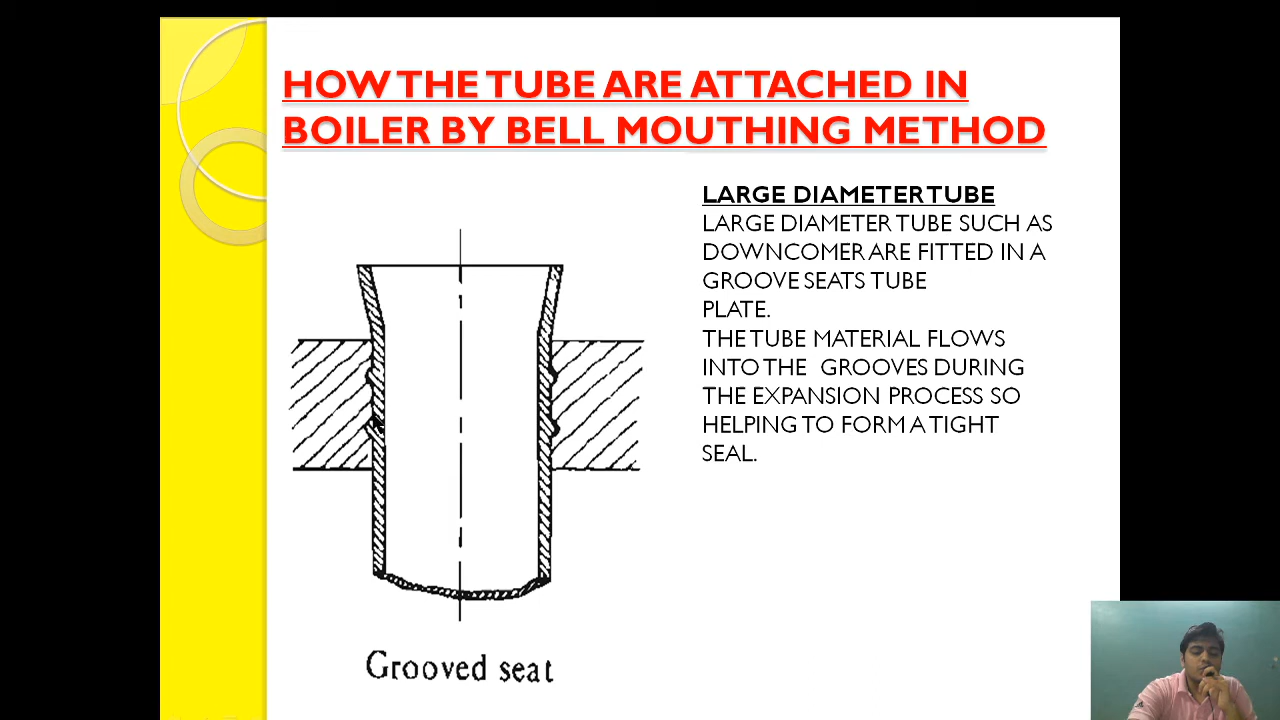 HOW THE TUBE ARE ATTACHED IN
BOILER BY BELL MOUTHING METHOD
LARGE DIAMETER TUBE
LARGE DIAMETER TUBE SUCH AS
DOWNCOMER ARE FITTED IN A
GROOVE SEATS TUBE
PLATE.
THE TUBE MATERIAL FLOWS
INTO THE GROOVES DURING
THE EXPANSION PROCESS SO
HELPING TO FORM A TIGHT
SEAL.
Grooved seat